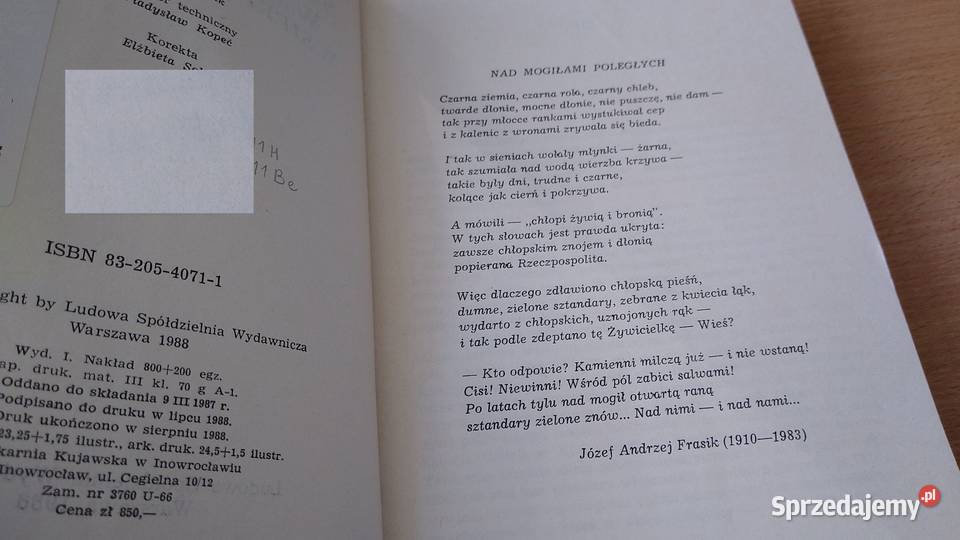 techniczny
Władysław Kopeć
Korekta
Elżbieta
11 H
11 Be
ISBN 83-205-4071-1
ght by Ludowa Spółdzielnia Wydawnicza
Warszawa 1988
Wyd. I. Nakład 800+200 egz.
ap. druk. mat. III kl. 70 g A-1.
Oddano do składania 9 III 1987 r.
Podpisano do druku w lipcu 1988.
Druk ukończono w sierpniu 1988.
23,25+1,75 ilustr., ark. druk. 24,5+1,5 ilustr.
karnia Kujawska w Inowrocławiu
Inowrocław, ul. Cegielna 10/12
Zam. nr 3760 U-66
Cena zł 850,—
NAD MOGIŁAMI POLEGŁYCH
Czarna ziemia, czarna rola, czarny chleb,
twarde dłonie, mocne dłonie, nie puszczę, nie dam —
tak przy młocce rankami wystukiwał cep
i z kalenic z wronami zrywała się bieda.
I tak w sieniach wołały młynki — żarna,
tak szumiała nad wodą wierzba krzywa —
takie były dni, trudne i czarne,
kolące jak cierń i pokrzywa.
A mówili — „chłopi żywią i bronią”.
W tych słowach jest prawda ukryta:
zawsze chłopskim znojem i dłonią
popierana Rzeczpospolita.
Więc dlaczego zdławiono chłopską pieśń,
dumne, zielone sztandary, zebrane z kwiecia łąk,
wydarto z chłopskich, uznojonych rąk —
i tak podle zdeptano tę Żywicielkę — Wieś?
— Kto odpowie? Kamienni milczą już — i nie wstaną!
Cisi! Niewinni! Wśród pól zabici salwami!
Po latach tylu nad mogił otwartą raną
sztandary zielone znów... Nad nimi — i nad nami...
Józef Andrzej Frasik (1910—1983)
Sprzedajemy.pl